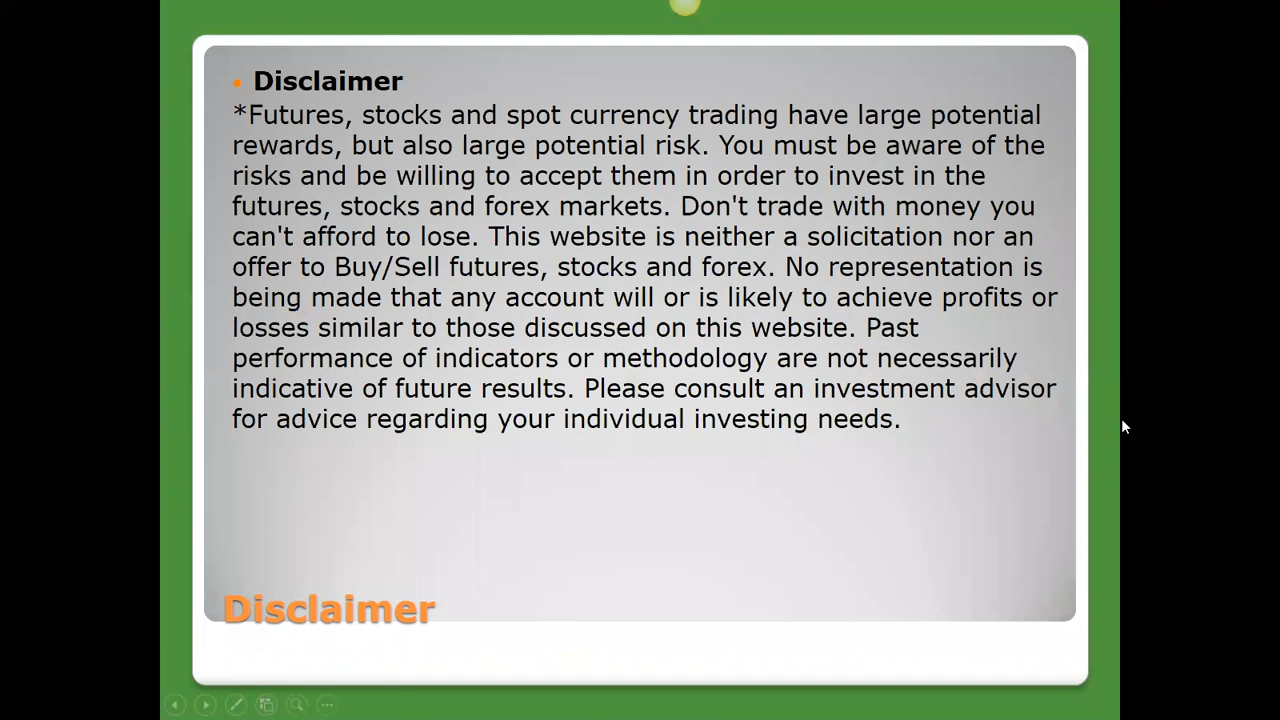 Disclaimer
*Futures, stocks and spot currency trading have large potential
rewards, but also large potential risk. You must be aware of the
risks and be willing to accept them in order to invest in the
futures, stocks and forex markets. Don't trade with money you
can't afford to lose. This website is neither a solicitation nor an
offer to Buy/Sell futures, stocks and forex. No representation is
being made that any account will or is likely to achieve profits or
losses similar to those discussed on this website. Past
performance of indicators or methodology are not necessarily
indicative of future results. Please consult an investment advisor
for advice regarding your individual investing needs.
Disclaimer